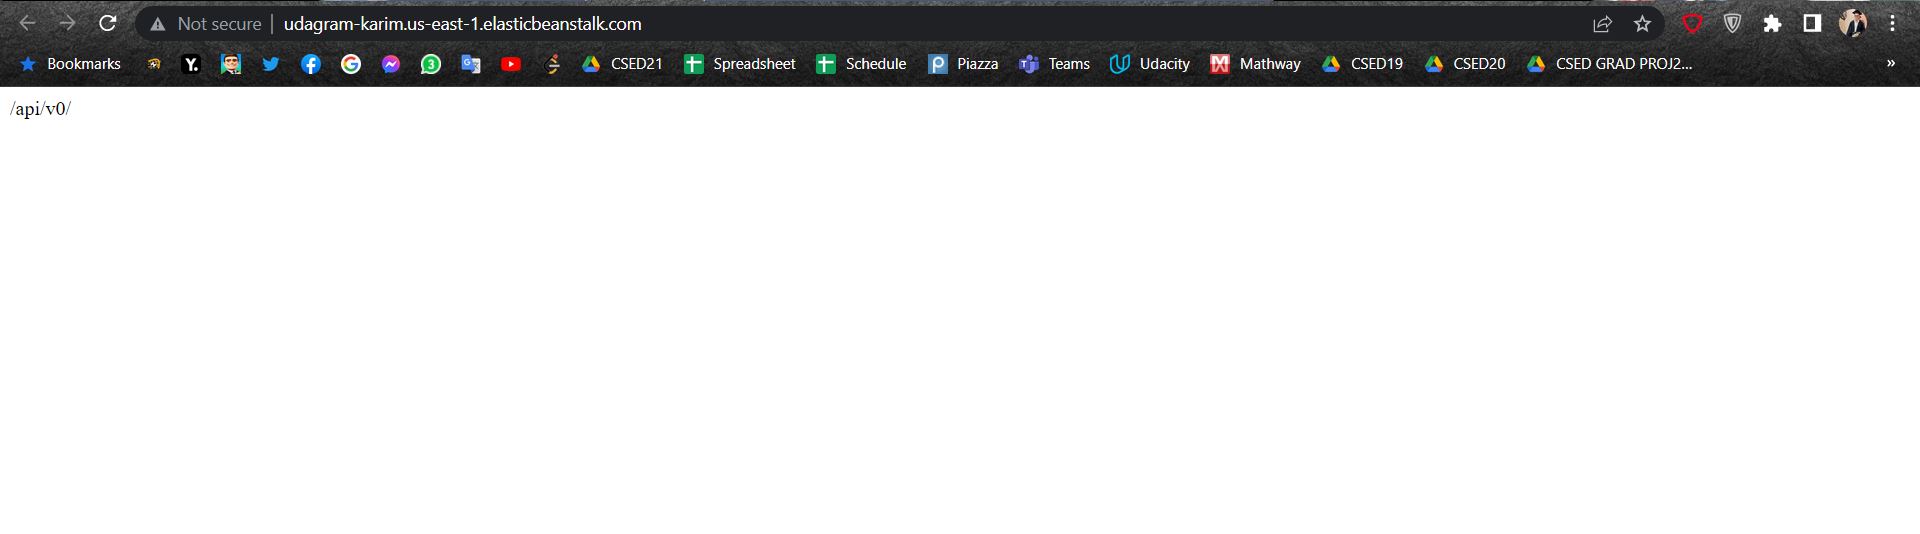 Not secure | udagram-karim.us-east-1.elasticbeanstalk.com
Bookmarks Y. 3 CSED21 Spreadsheet Schedule Piazza Teams Udacity Mathway CSED19 CSED20 CSED GRAD PROJ2... »
/api/v0/